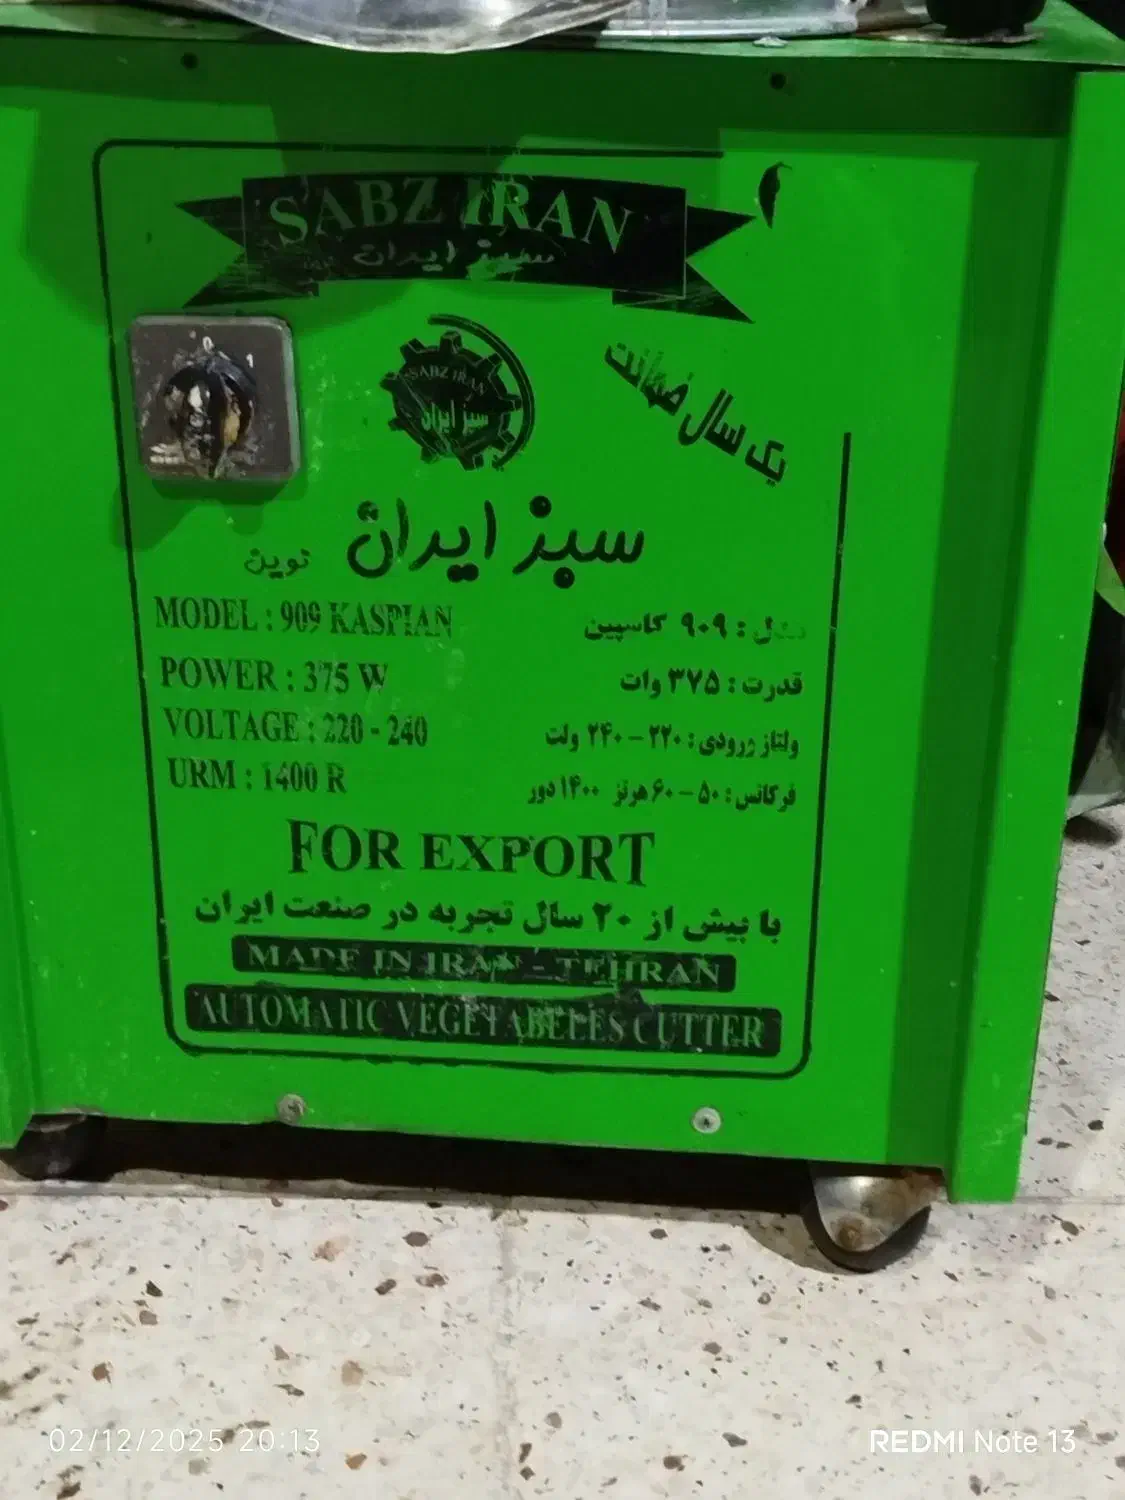 SABZ IRAN
سبز ایران
0 1
SABZ IRAN
سبز ایران
یک سال ضمانت
سبز ایران
نوین
MODEL : 909 KASPIAN
مدل : ۹۰۹ کاسپین
POWER : 375 W
قدرت : ۳۷۵ وات
VOLTAGE : 220 - 240
ولتاژ ورودی : ۲۲۰ – ۲۴۰ ولت
URM : 1400 R
فرکانس : ۵۰ – ۶۰ هرتز ۱۴۰۰ دور
FOR EXPORT
با بیش از ۲۰ سال تجربه در صنعت ایران
MADE IN IRAN - TEHRAN
AUTOMATIC VEGETABELES CUTTER
02/12/2025 20:13
REDMI Note 13